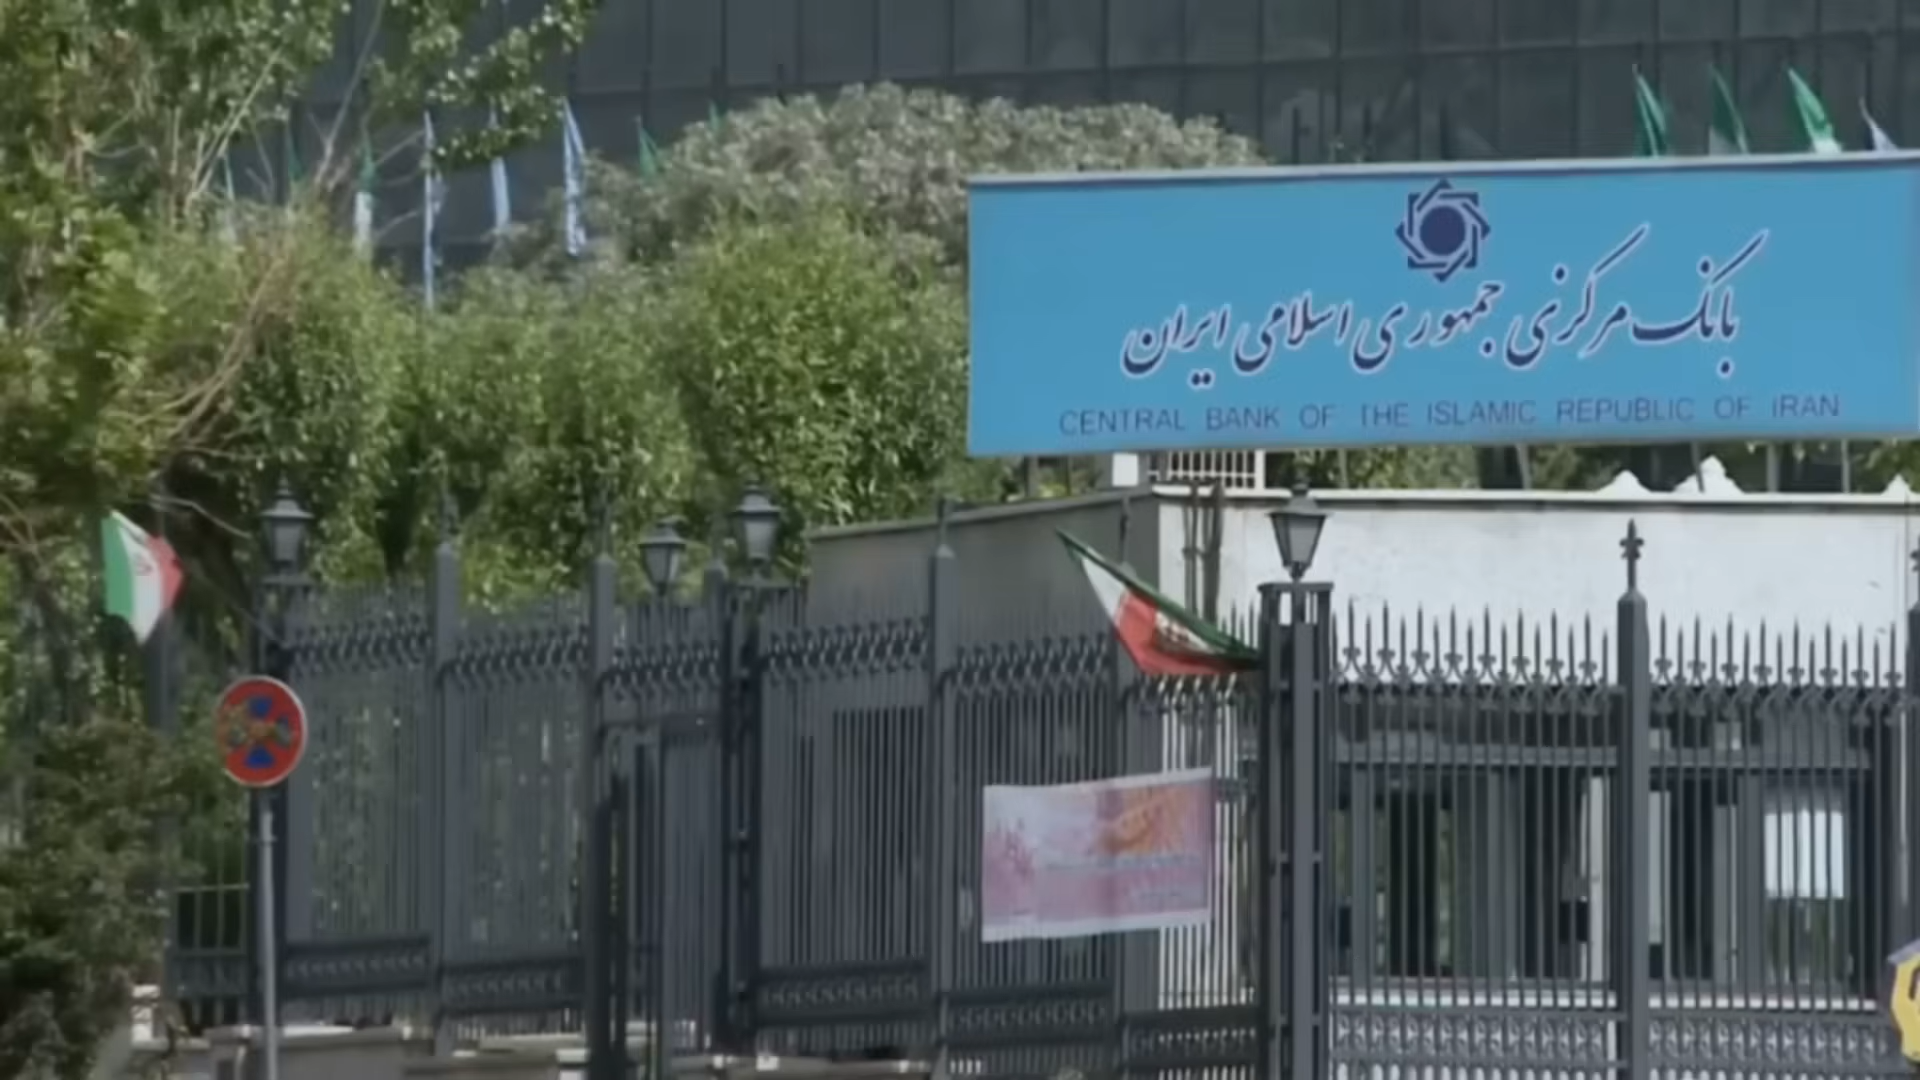 بانک مرکزی جمهوری اسلامی ایران
CENTRAL BANK OF THE ISLAMIC REPUBLIC OF IRAN